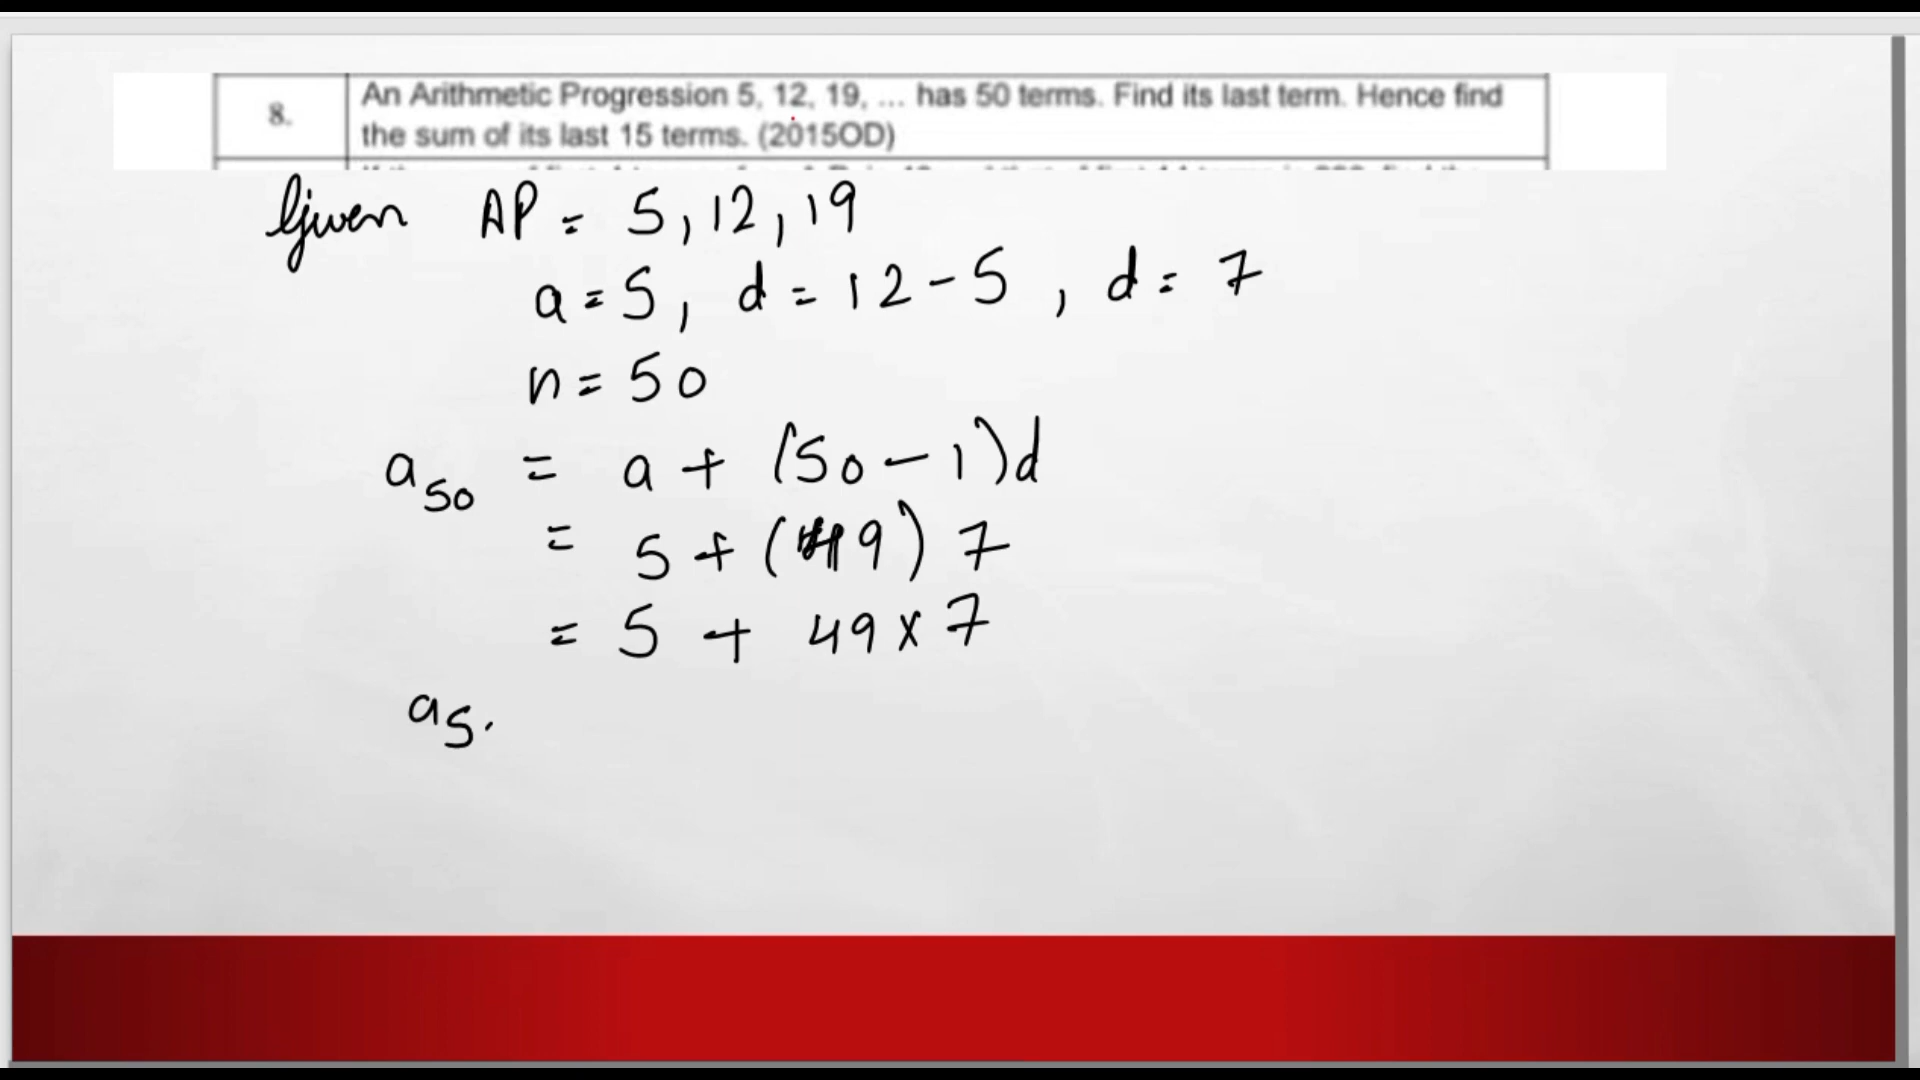 8. An Arithmetic Progression 5, 12, 19, ... has 50 terms. Find its last term. Hence find
the sum of its last 15 terms. (2015OD)
Given AP = 5, 12, 19
a = 5, d = 12 - 5, d = 7
n = 50
a50 = a + (50 - 1)d
= 5 + (49) 7
= 5 + 49 x 7
a5.